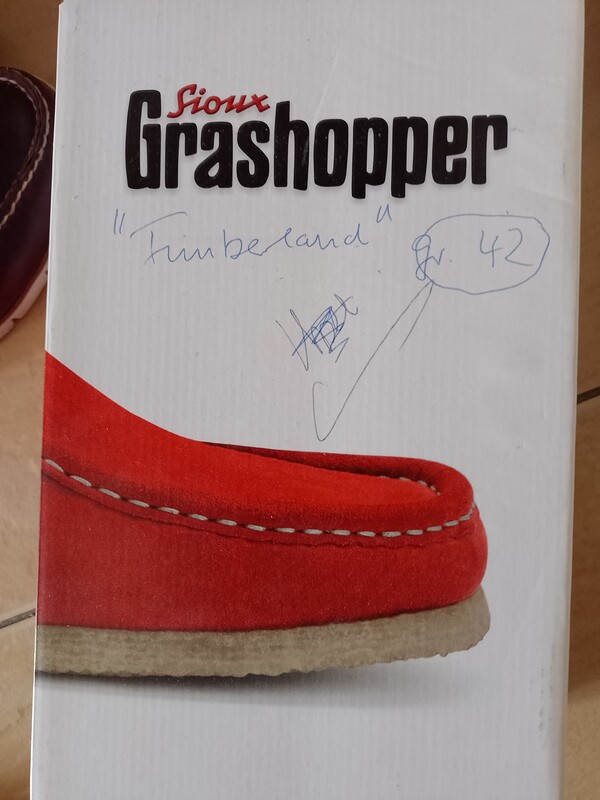 Sioux
Grashopper
"Timberland"
gr. 42